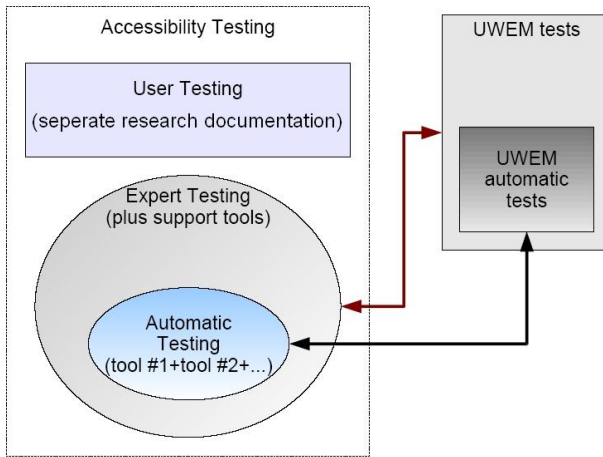 Accessibility Testing
User Testing
(seperate research documentation)
Expert Testing
(plus support tools)
Automatic
Testing
(tool #1+tool #2+...)
UWEM tests
UWEM
automatic
tests